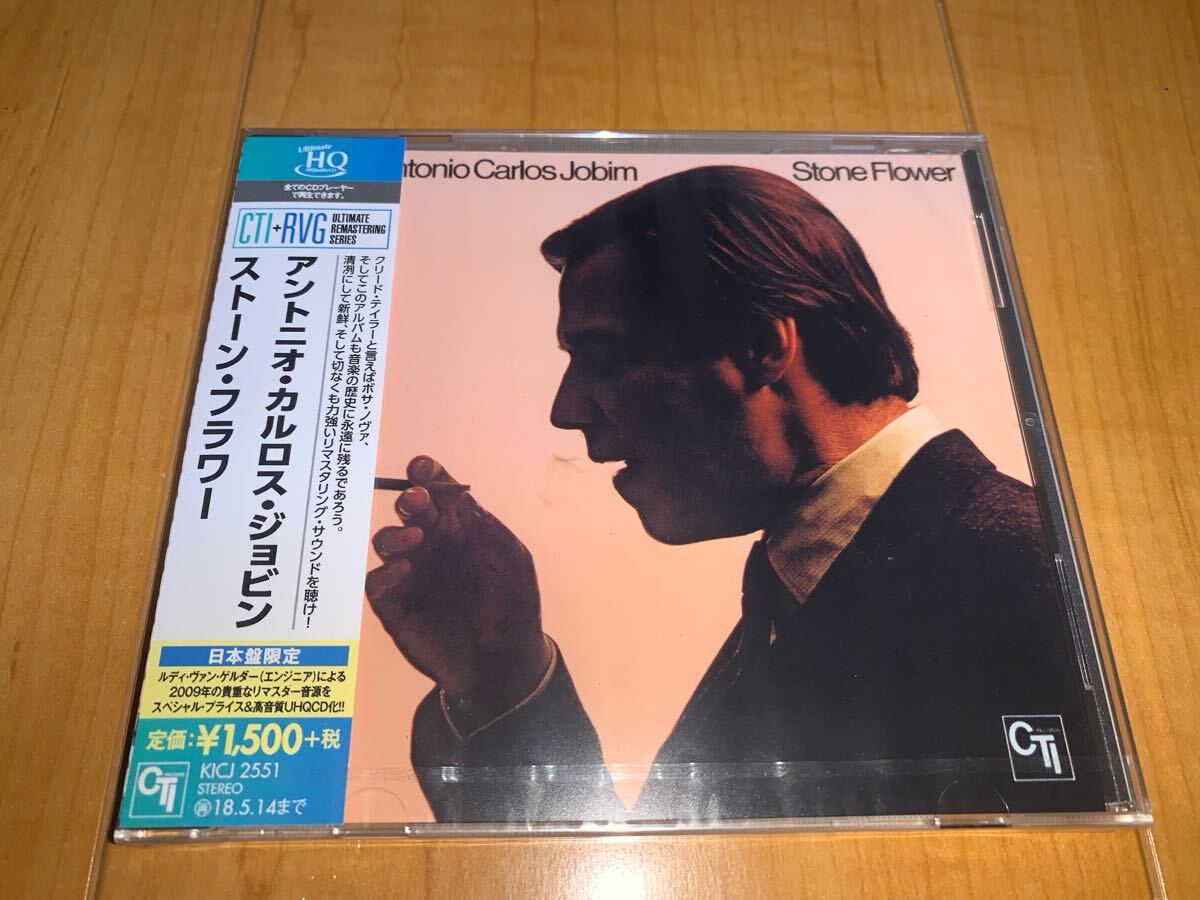 Ultimate
HQ
HiQualityCD
全てのCDプレーヤー
で再生できます。
CTI+RVG
ULTIMATE
REMASTERING
SERIES
クリード・テイラーと言えばボサ・ノヴァ、
そしてこのアルバムも音楽の歴史に永遠に残るであろう。
清冽にして新鮮、そして切なくも力強いリマスタリング・サウンドを聴け!
アントニオ・カルロス・ジョビン
ストーン・フラワー
日本盤限定
ルディ・ヴァン・ゲルダー(エンジニア)による
2009年の貴重なリマスター音源を
スペシャル・プライス&高音質UHQCD化!!
定価:¥1,500+税
CTI
KICJ 2551
STEREO
再18.5.14まで
ntonio Carlos Jobim
Stone Flower
CTI